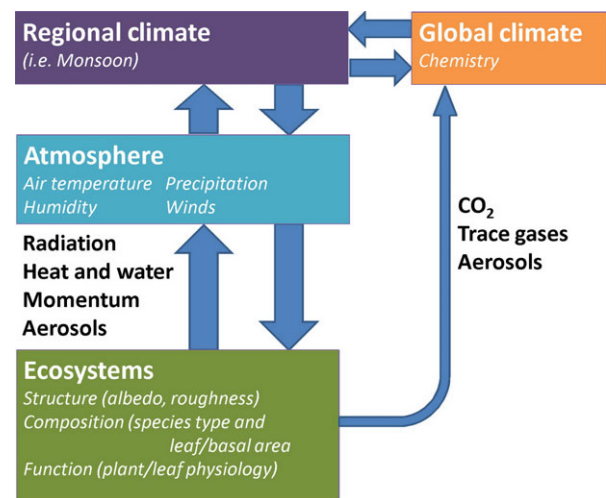 Regional climate
(i.e. Monsoon)
Global climate
Chemistry
Atmosphere
Air temperature Precipitation
Humidity Winds
Radiation
Heat and water
Momentum
Aerosols
CO₂
Trace gases
Aerosols
Ecosystems
Structure (albedo, roughness)
Composition (species type and
leaf/basal area
Function (plant/leaf physiology)